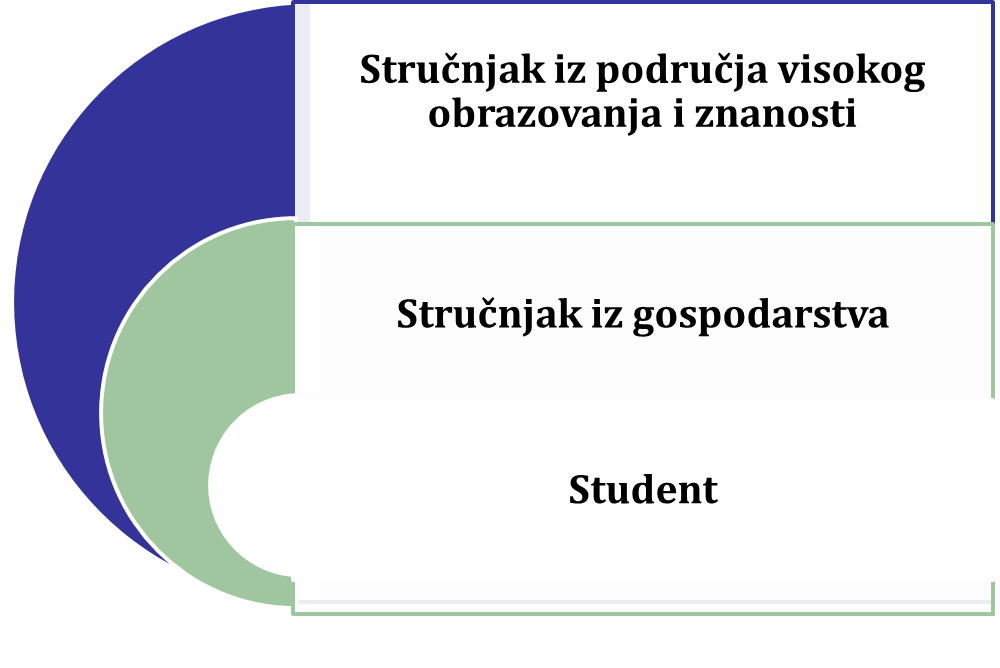 Stručnjak iz područja visokog
obrazovanja i znanosti
Stručnjak iz gospodarstva
Student